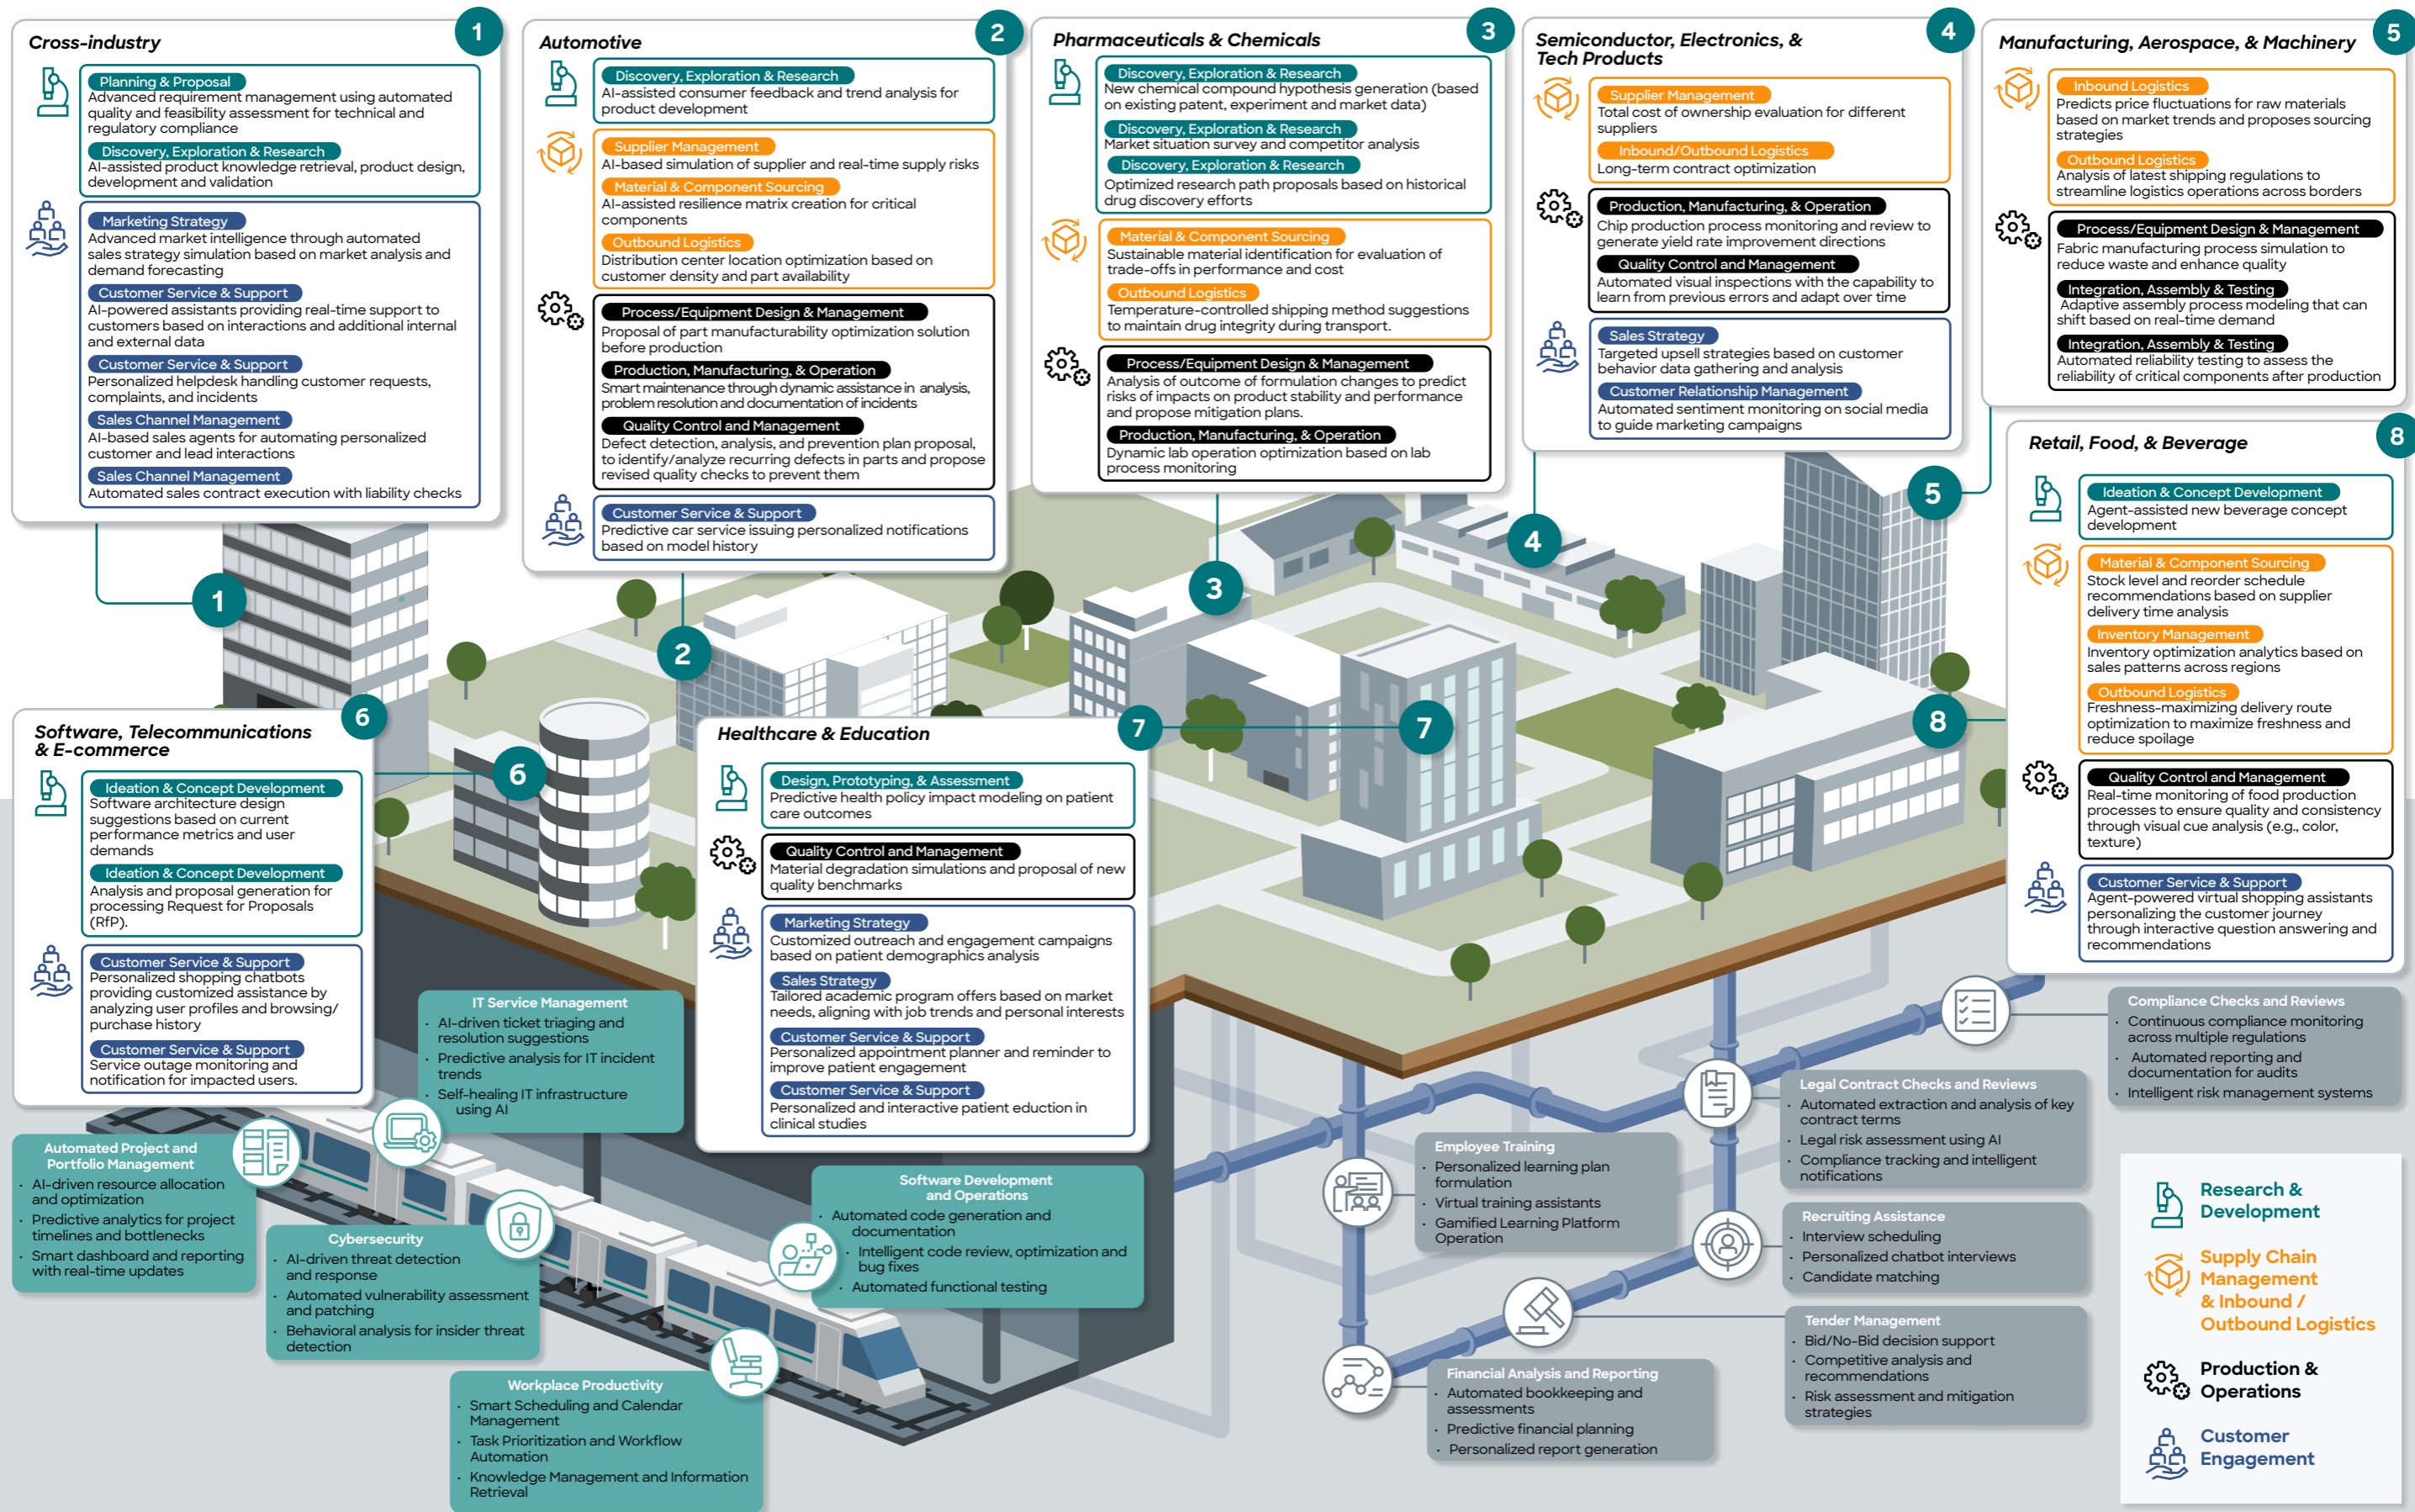 1
Cross-industry
Planning & Proposal
Advanced requirement management using automated
quality and feasibility assessment for technical and
regulatory compliance
Discovery, Exploration & Research
AI-assisted product knowledge retrieval, product design,
development and validation
Marketing Strategy
Advanced market intelligence through automated
sales strategy simulation based on market analysis and
demand forecasting
Customer Service & Support
AI-powered assistants providing real-time support to
customers based on interactions and additional internal
and external data
Customer Service & Support
Personalized helpdesk handling customer requests,
complaints, and incidents
Sales Channel Management
AI-based sales agents for automating personalized
customer and lead interactions
Sales Channel Management
Automated sales contract execution with liability checks
2
Automotive
Discovery, Exploration & Research
AI-assisted consumer feedback and trend analysis for
product development
Supplier Management
AI-based simulation of supplier and real-time supply risks
Material & Component Sourcing
AI-assisted resilience matrix creation for critical
components
Outbound Logistics
Distribution center location optimization based on
customer density and part availability
Process/Equipment Design & Management
Proposal of part manufacturability optimization solution
before production
Production, Manufacturing, & Operation
Smart maintenance through dynamic assistance in analysis,
problem resolution and documentation of incidents
Quality Control and Management
Defect detection, analysis, and prevention plan proposal,
to identify/analyze recurring defects in parts and propose
revised quality checks to prevent them
Customer Service & Support
Predictive car service issuing personalized notifications
based on model history
3
Pharmaceuticals & Chemicals
Discovery, Exploration & Research
New chemical compound hypothesis generation (based
on existing patent, experiment and market data)
Discovery, Exploration & Research
Market situation survey and competitor analysis
Discovery, Exploration & Research
Optimized research path proposals based on historical
drug discovery efforts
Material & Component Sourcing
Sustainable material identification for evaluation of
trade-offs in performance and cost
Outbound Logistics
Temperature-controlled shipping method suggestions
to maintain drug integrity during transport.
Process/Equipment Design & Management
Analysis of outcome of formulation changes to predict
risks of impacts on product stability and performance
and propose mitigation plans.
Production, Manufacturing, & Operation
Dynamic lab operation optimization based on lab
process monitoring
4
Semiconductor, Electronics, &
Tech Products
Supplier Management
Total cost of ownership evaluation for different
suppliers
Inbound/Outbound Logistics
Long-term contract optimization
Production, Manufacturing, & Operation
Chip production process monitoring and review to
generate yield rate improvement directions
Quality Control and Management
Automated visual inspections with the capability to
learn from previous errors and adapt over time
Sales Strategy
Targeted upsell strategies based on customer
behavior data gathering and analysis
Customer Relationship Management
Automated sentiment monitoring on social media
to guide marketing campaigns
5
Manufacturing, Aerospace, & Machinery
Inbound Logistics
Predicts price fluctuations for raw materials
based on market trends and proposes sourcing
strategies
Outbound Logistics
Analysis of latest shipping regulations to
streamline logistics operations across borders
Process/Equipment Design & Management
Fabric manufacturing process simulation to
reduce waste and enhance quality
Integration, Assembly & Testing
Adaptive assembly process modeling that can
shift based on real-time demand
Integration, Assembly & Testing
Automated reliability testing to assess the
reliability of critical components after production
8
Retail, Food, & Beverage
Ideation & Concept Development
Agent-assisted new beverage concept
development
Material & Component Sourcing
Stock level and reorder schedule
recommendations based on supplier
delivery time analysis
Inventory Management
Inventory optimization analytics based on
sales patterns across regions
Outbound Logistics
Freshness-maximizing delivery route
optimization to maximize freshness and
reduce spoilage
Quality Control and Management
Real-time monitoring of food production
processes to ensure quality and consistency
through visual cue analysis (e.g., color,
texture)
Customer Service & Support
Agent-powered virtual shopping assistants
personalizing the customer journey
through interactive question answering and
recommendations
1
2
3
4
5
6
7
8
6
Software, Telecommunications
& E-commerce
Ideation & Concept Development
Software architecture design
suggestions based on current
performance metrics and user
demands
Ideation & Concept Development
Analysis and proposal generation for
processing Request for Proposals
(RfP).
Customer Service & Support
Personalized shopping chatbots
providing customized assistance by
analyzing user profiles and browsing/
purchase history
Customer Service & Support
Service outage monitoring and
notification for impacted users.
7
Healthcare & Education
Design, Prototyping, & Assessment
Predictive health policy impact modeling on patient
care outcomes
Quality Control and Management
Material degradation simulations and proposal of new
quality benchmarks
Marketing Strategy
Customized outreach and engagement campaigns
based on patient demographics analysis
Sales Strategy
Tailored academic program offers based on market
needs, aligning with job trends and personal interests
Customer Service & Support
Personalized appointment planner and reminder to
improve patient engagement
Customer Service & Support
Personalized and interactive patient eduction in
clinical studies
IT Service Management
· AI-driven ticket triaging and
resolution suggestions
· Predictive analysis for IT incident
trends
· Self-healing IT infrastructure
using AI
Automated Project and
Portfolio Management
· AI-driven resource allocation
and optimization
· Predictive analytics for project
timelines and bottlenecks
· Smart dashboard and reporting
with real-time updates
Cybersecurity
· AI-driven threat detection
and response
· Automated vulnerability assessment
and patching
· Behavioral analysis for insider threat
detection
Software Development
and Operations
· Automated code generation and
documentation
· Intelligent code review, optimization and
bug fixes
· Automated functional testing
Workplace Productivity
· Smart Scheduling and Calendar
Management
· Task Prioritization and Workflow
Automation
· Knowledge Management and Information
Retrieval
Compliance Checks and Reviews
· Continuous compliance monitoring
across multiple regulations
· Automated reporting and
documentation for audits
· Intelligent risk management systems
Legal Contract Checks and Reviews
· Automated extraction and analysis of key
contract terms
· Legal risk assessment using AI
· Compliance tracking and intelligent
notifications
Employee Training
· Personalized learning plan
formulation
· Virtual training assistants
· Gamified Learning Platform
Operation
Recruiting Assistance
· Interview scheduling
· Personalized chatbot interviews
· Candidate matching
Tender Management
· Bid/No-Bid decision support
· Competitive analysis and
recommendations
· Risk assessment and mitigation
strategies
Financial Analysis and Reporting
· Automated bookkeeping and
assessments
· Predictive financial planning
· Personalized report generation
Research &
Development
Supply Chain
Management
& Inbound /
Outbound Logistics
Production &
Operations
Customer
Engagement